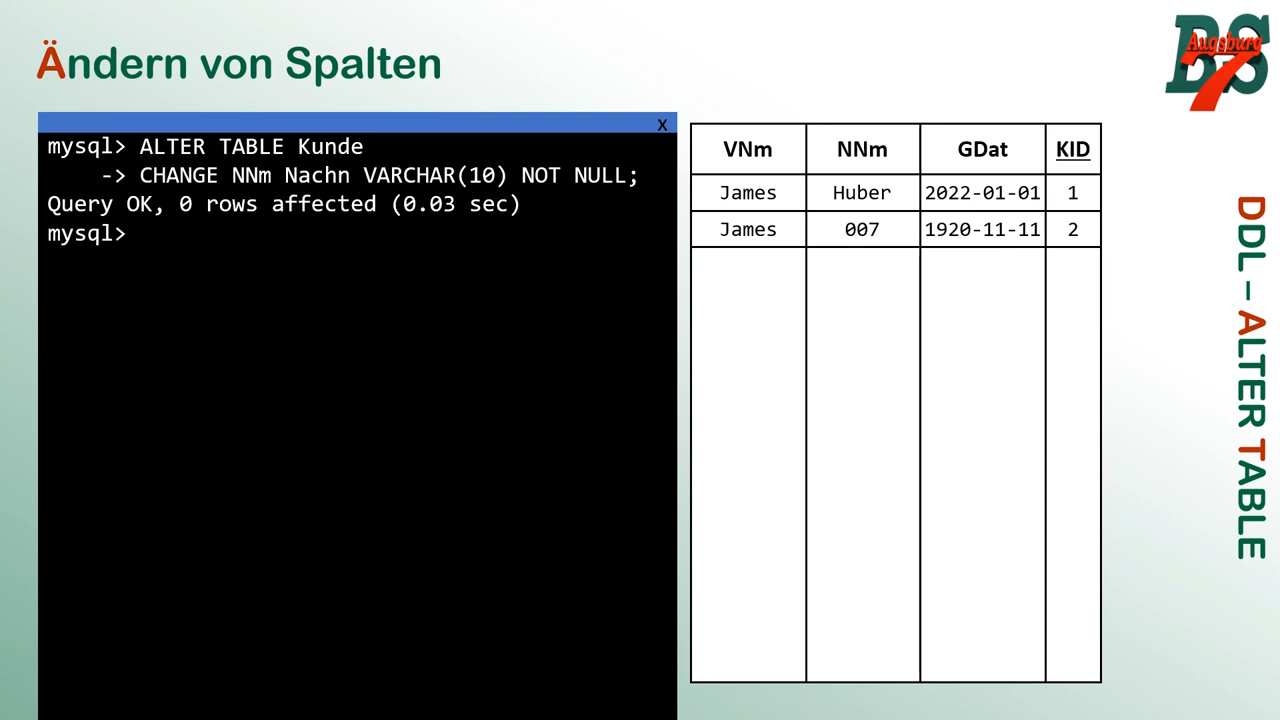 Ändern von Spalten
BS
Augsburg
7
x
mysql> ALTER TABLE Kunde
-> CHANGE NNm Nachn VARCHAR(10) NOT NULL;
Query OK, 0 rows affected (0.03 sec)
mysql>
VNm NNm GDat KID
James Huber 2022-01-01 1
James 007 1920-11-11 2
DDL – ALTER TABLE